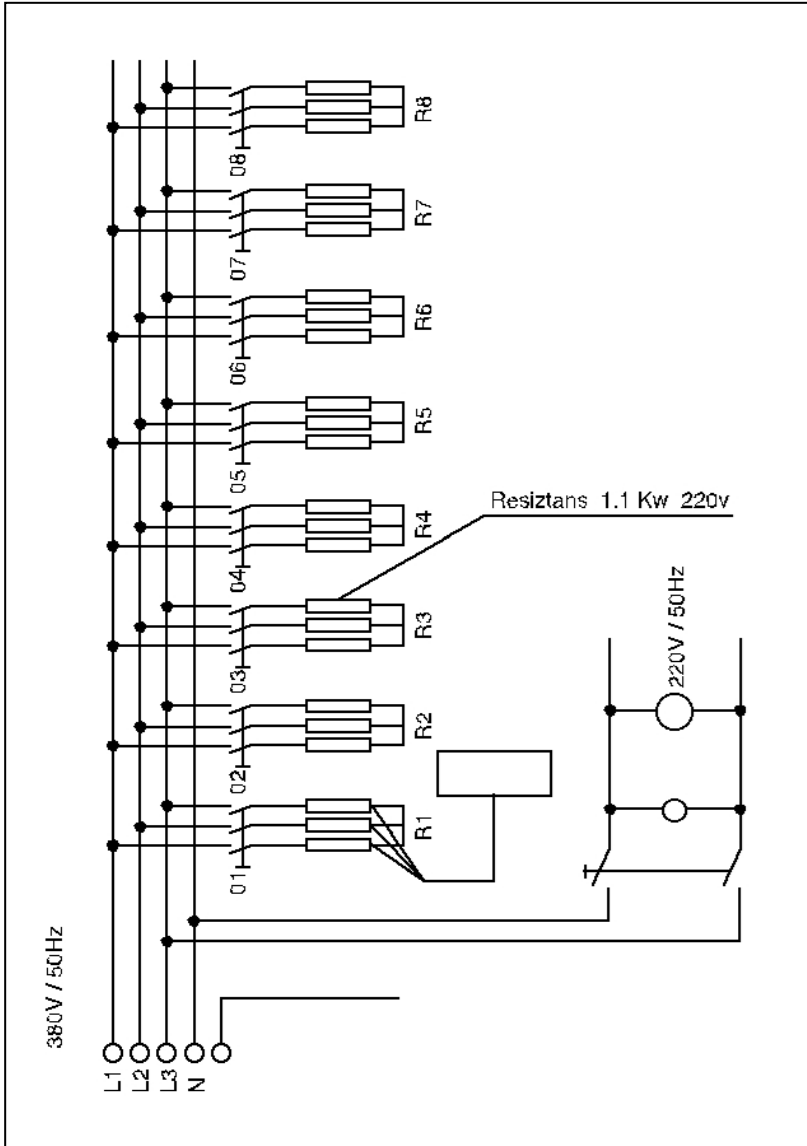 380V / 50Hz
L1
L2
L3
N
01
02
03
04
05
06
07
08
R1
R2
R3
R4
R5
R6
R7
R8
Resiztans 1.1 Kw 220v
220V / 50Hz